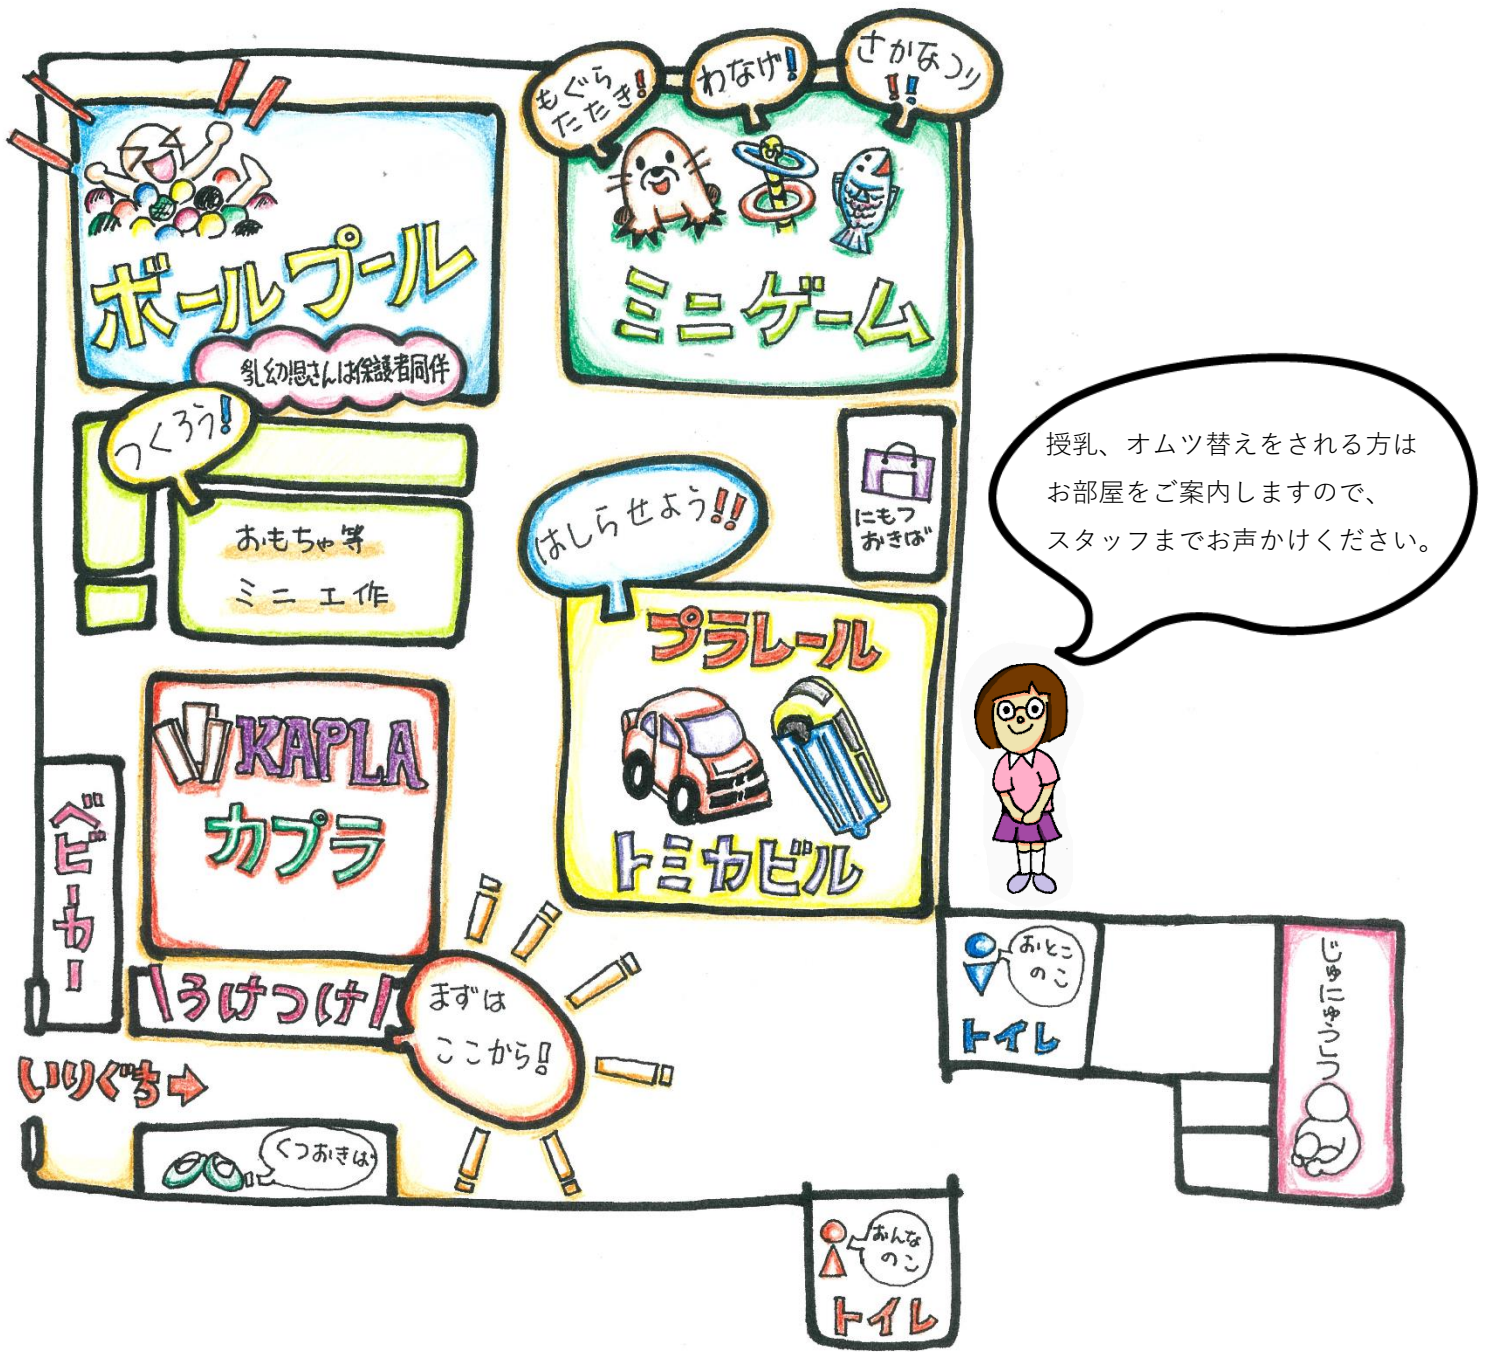 もぐら
たたき!
わなげ!
さかなつり
!!
ボールプール
乳幼児さんは保護者同伴
ミニゲーム
つくろう!
おもちゃ等
ミニ工作
はしらせよう!!
にもつ
おきば
授乳、オムツ替えをされる方は
お部屋をご案内しますので、
スタッフまでお声かけください。
プラレール
トミカビル
KAPLA
カプラ
ベビーカー
うけつけ
まずは
ここから!
いりぐち→
くつおきば
おとこ
のこ
トイレ
じゅにゅうしつ
おんな
のこ
トイレ